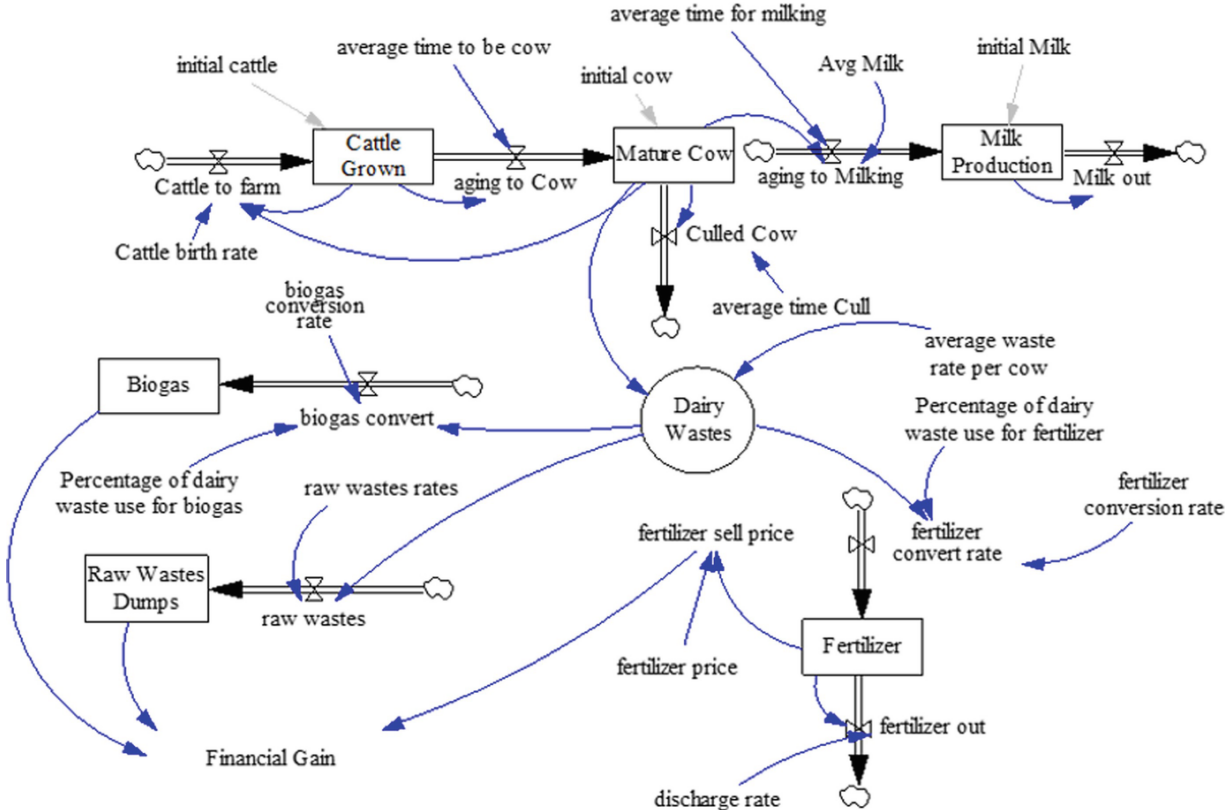 average time for milking
average time to be cow
initial cattle
initial cow
Avg Milk
initial Milk
Cattle
Grown
Mature Cow
Milk
Production
Cattle to farm
aging to Cow
aging to Milking
Milk out
Cattle birth rate
Culled Cow
average time Cull
biogas
conversion
rate
average waste
rate per cow
Biogas
biogas convert
Dairy
Wastes
Percentage of dairy
waste use for fertilizer
Percentage of dairy
waste use for biogas
raw wastes rates
fertilizer
conversion rate
fertilizer sell price
fertilizer
convert rate
Raw Wastes
Dumps
raw wastes
fertilizer price
Fertilizer
fertilizer out
Financial Gain
discharge rate